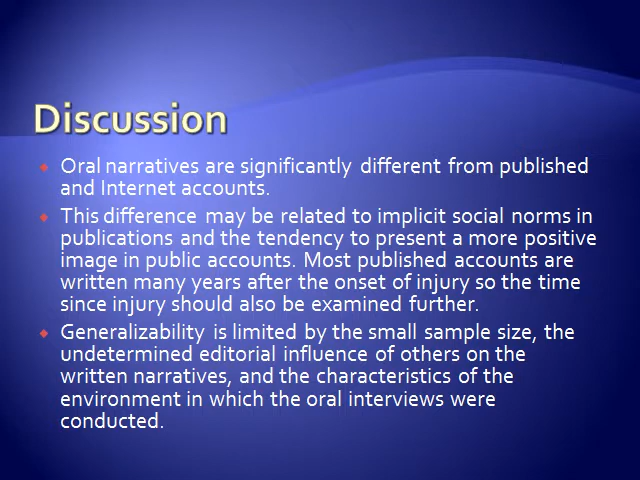 Discussion
Oral narratives are significantly different from published
and Internet accounts.
This difference may be related to implicit social norms in
publications and the tendency to present a more positive
image in public accounts. Most published accounts are
written many years after the onset of injury so the time
since injury should also be examined further.
Generalizability is limited by the small sample size, the
undetermined editorial influence of others on the
written narratives, and the characteristics of the
environment in which the oral interviews were
conducted.